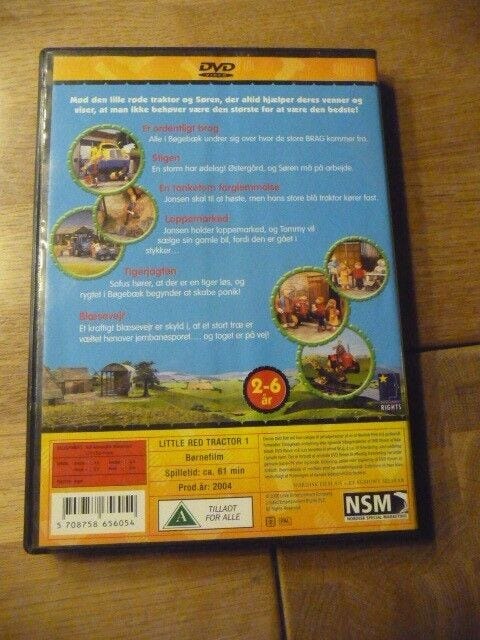 DVD
VIDEO
Mød den lille røde traktor og Søren, der altid hjælper deres venner og
viser, at man ikke behøver være den største for at være den bedste!
Et ordentligt brag
Alle i Bøgebæk undrer sig over hvor de store BRAG kommer fra.
Stigen
En storm har ødelagt Østergård, og Søren må på arbejde.
En tanketom forglemmelse
Jonsen skal til at høste, men hans store blå traktor kører fast.
Loppemarked
Jonsen holder loppemarked, og Tommy vil
sælge sin gamle bil, fordi den er gået i
stykker...
Tigerjagten
Sofus hører, at der er en tiger løs, og
rygtet i Bøgebæk begynder at skabe panik!
Blæsevejr
Et kraftigt blæsevejr er skyld i, at et stort træ er
væltet henover jernbanesporet... og toget er på vej!
2-6
år
RIGHTS
LITTLE RED TRACTOR 1
Børnefilm
Spilletid: ca. 61 min
Prod.år: 2004
5 708758 656054
A
TILLADT
FOR ALLE
PAL
NSM
NORDISK SPECIAL MARKETING